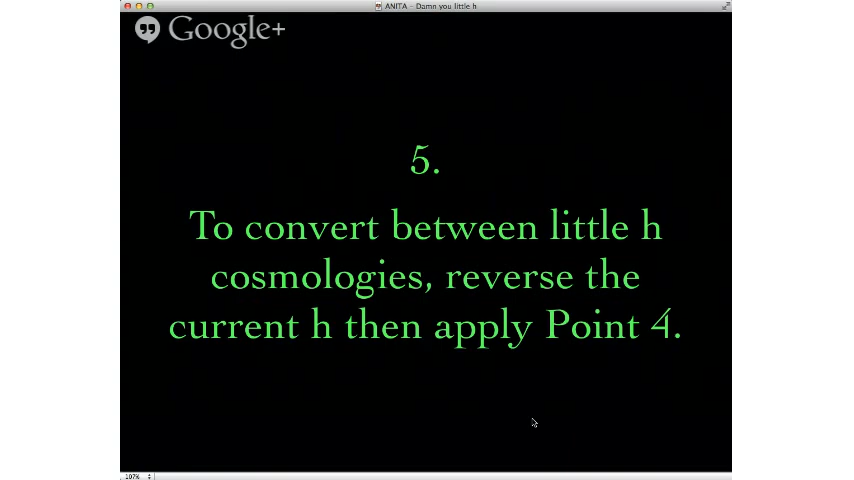 ANITA – Damn you little h
Google+
5.
To convert between little h
cosmologies, reverse the
current h then apply Point 4.
107%